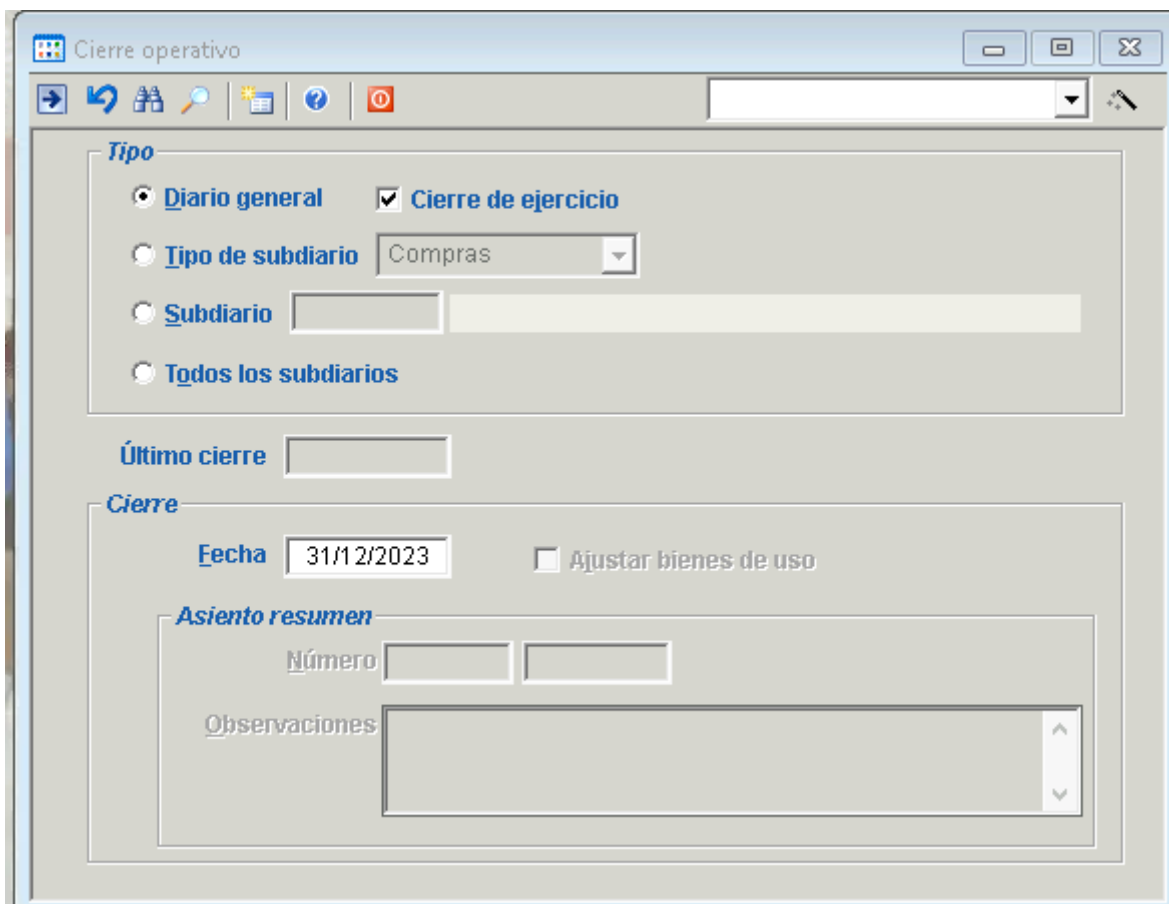 Cierre operativo
Tipo
Diario general Cierre de ejercicio
Tipo de subdiario Compras
Subdiario
Todos los subdiarios
Último cierre
Cierre
Fecha 31/12/2023 Ajustar bienes de uso
Asiento resumen
Número
Observaciones